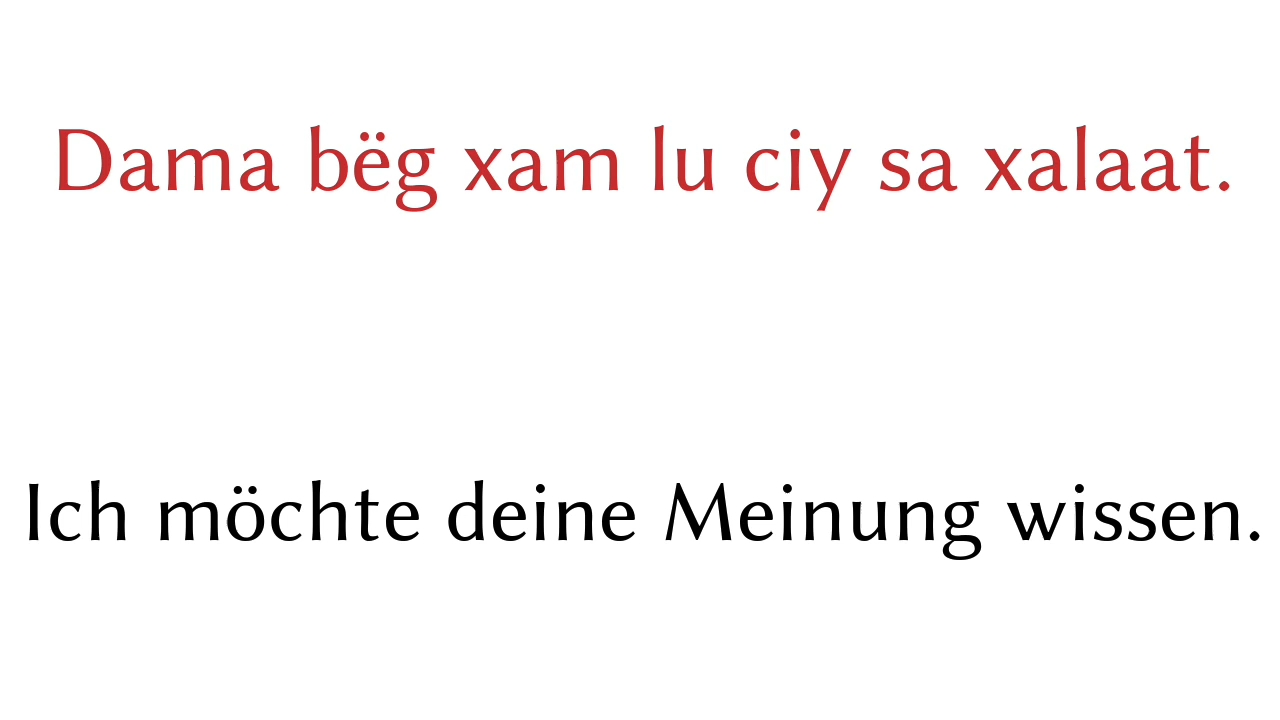 Dama bëg xam lu ciy sa xalaat.
Ich möchte deine Meinung wissen.